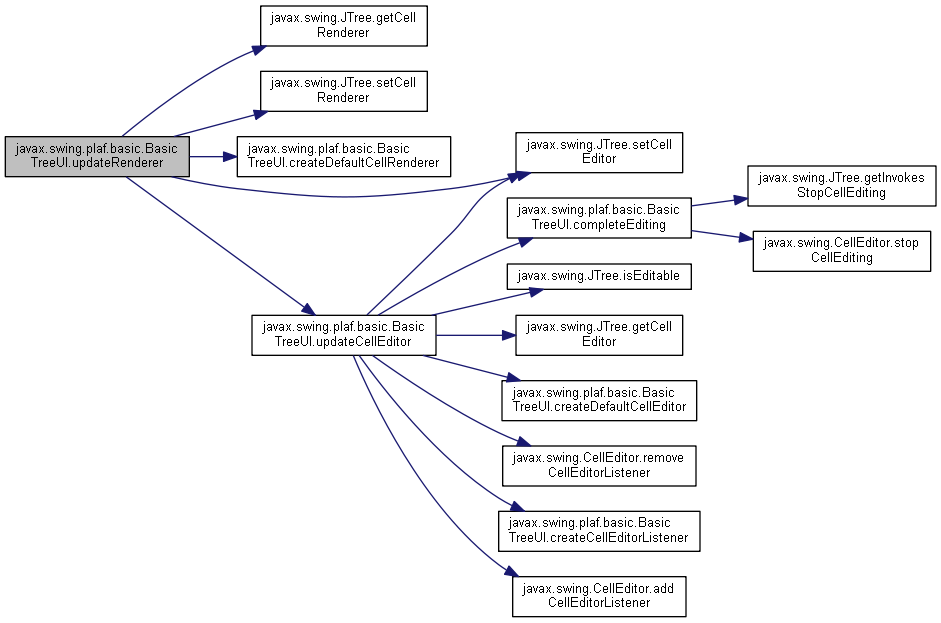 javax.swing.JTree.getCell
Renderer
javax.swing.JTree.setCell
Renderer
javax.swing.plaf.basic.Basic
TreeUI.updateRenderer
javax.swing.plaf.basic.Basic
TreeUI.createDefaultCellRenderer
javax.swing.JTree.setCell
Editor
javax.swing.JTree.getInvokes
StopCellEditing
javax.swing.plaf.basic.Basic
TreeUI.completeEditing
javax.swing.CellEditor.stop
CellEditing
javax.swing.JTree.isEditable
javax.swing.plaf.basic.Basic
TreeUI.updateCellEditor
javax.swing.JTree.getCell
Editor
javax.swing.plaf.basic.Basic
TreeUI.createDefaultCellEditor
javax.swing.CellEditor.remove
CellEditorListener
javax.swing.plaf.basic.Basic
TreeUI.createCellEditorListener
javax.swing.CellEditor.add
CellEditorListener